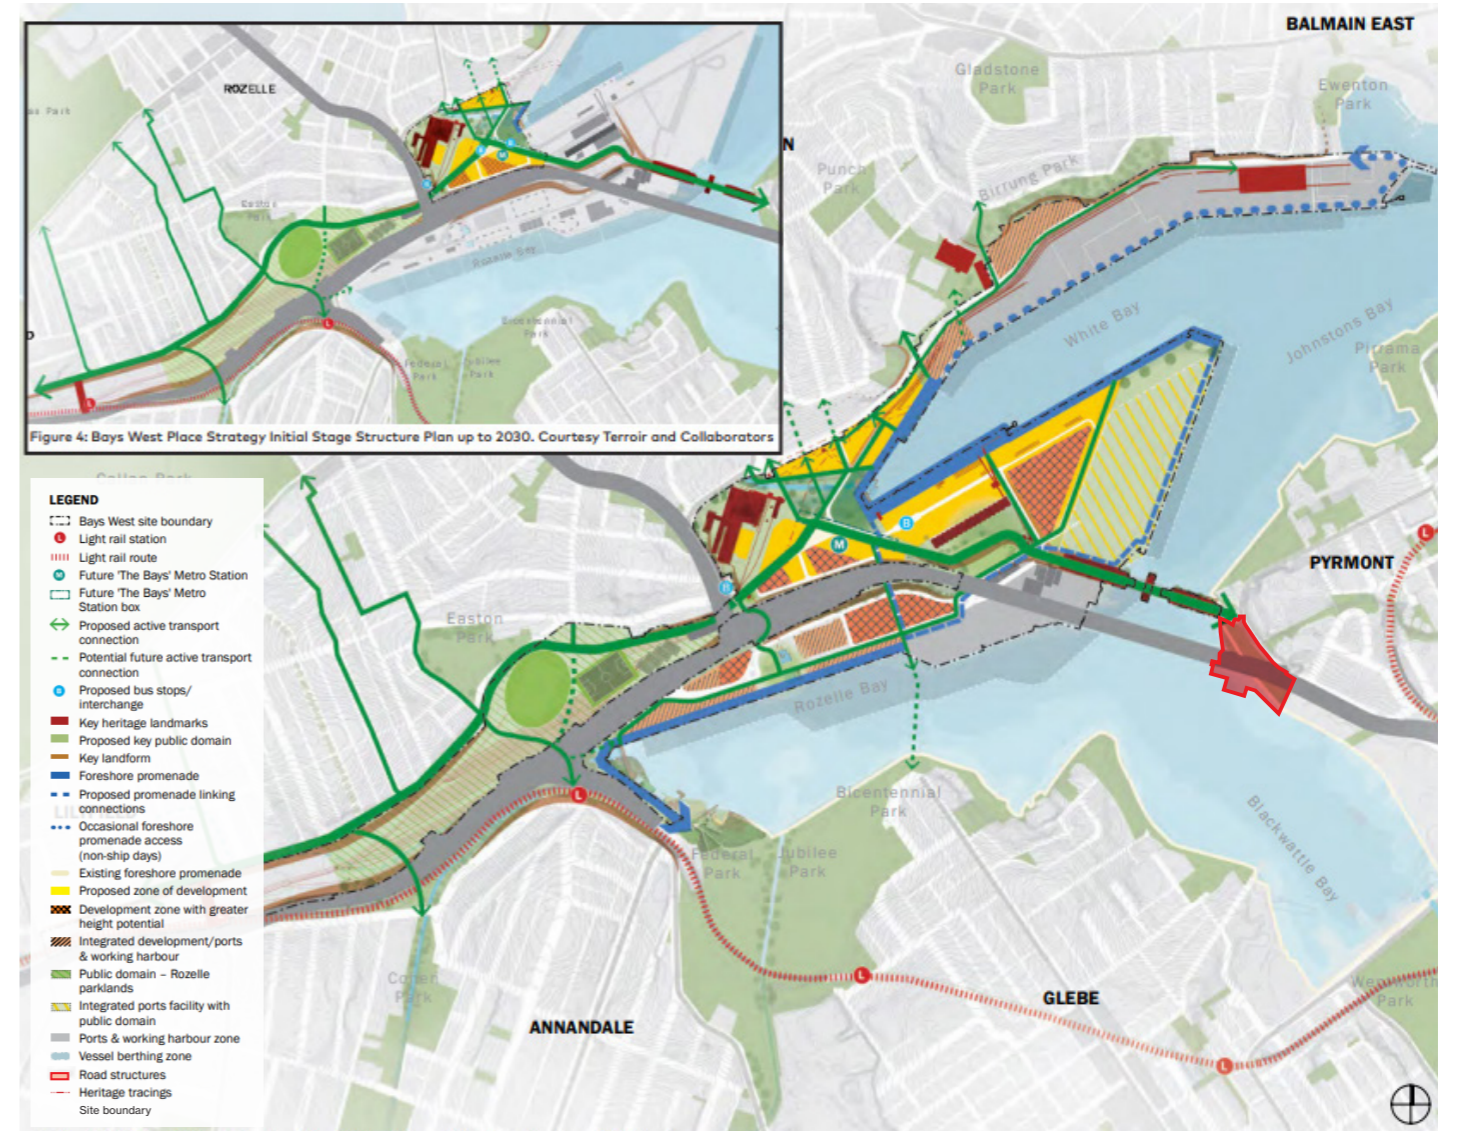 BALMAIN EAST
Gladstone
Park
Ewenton
Park
ROZELLE
Punch
Park
Birrung Park
Easton
Park
Rozelle Bay
White Bay
Johnstons Bay
Pirrama
Park
Bicentennial
Park
Federal
Park
Jubilee
Park
L
L
B
B
M
B
Figure 4: Bays West Place Strategy Initial Stage Structure Plan up to 2030. Courtesy Terroir and Collaborators
LEGEND
Bays West site boundary
L Light rail station
Light rail route
M Future 'The Bays' Metro Station
Future 'The Bays' Metro
Station box
Proposed active transport
connection
Potential future active transport
connection
B Proposed bus stops/
interchange
Key heritage landmarks
Proposed key public domain
Key landform
Foreshore promenade
Proposed promenade linking
connections
Occasional foreshore
promenade access
(non-ship days)
Existing foreshore promenade
Proposed zone of development
Development zone with greater
height potential
Integrated development/ports
& working harbour
Public domain – Rozelle
parklands
Integrated ports facility with
public domain
Ports & working harbour zone
Vessel berthing zone
Road structures
Heritage tracings
Site boundary
B
M
B
L
PYRMONT
Easton
Park
Rozelle Bay
L
Bicentennial
Park
Blackwattle Bay
Federal
Park
Jubilee
Park
L
GLEBE
Wentworth
Park
ANNANDALE
L